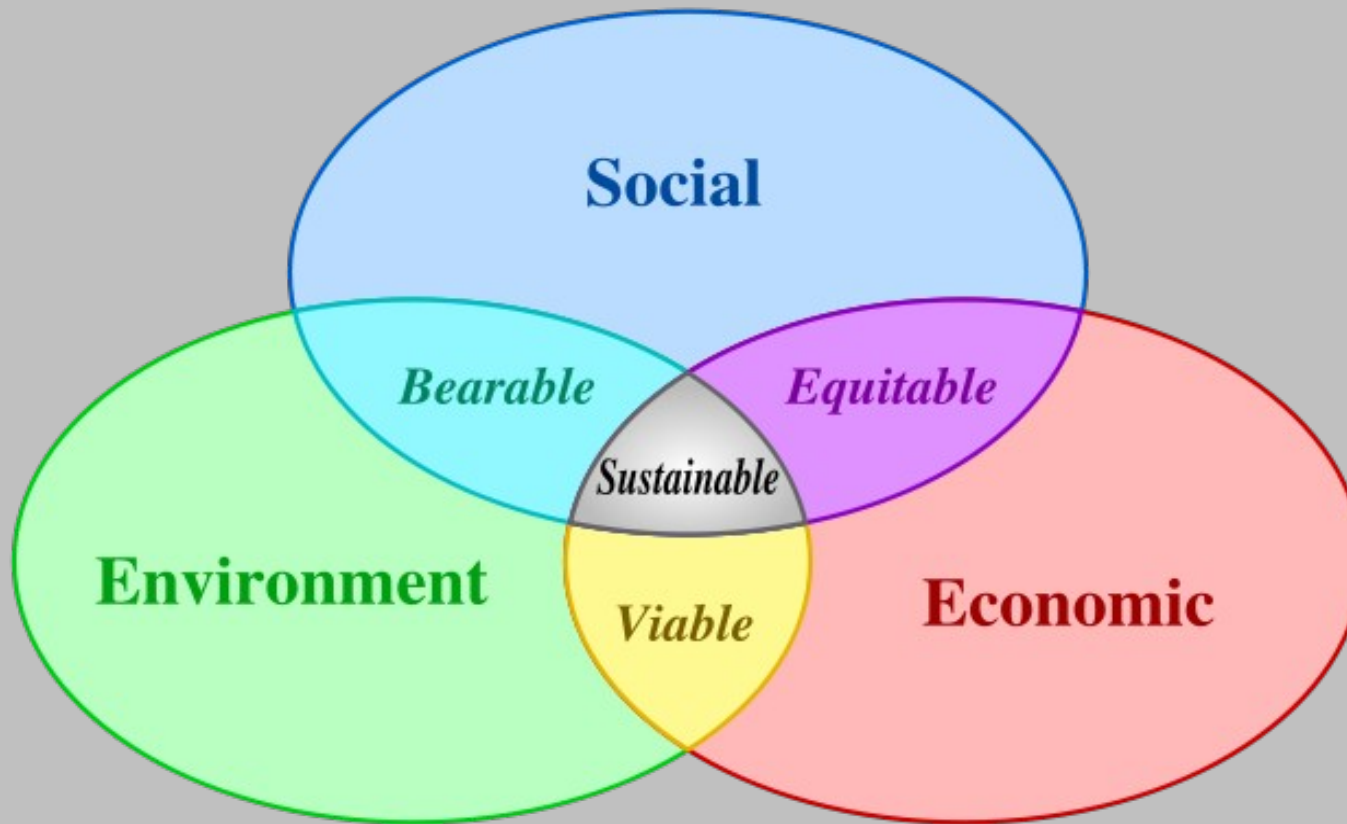 Social
Bearable
Equitable
Sustainable
Environment
Economic
Viable